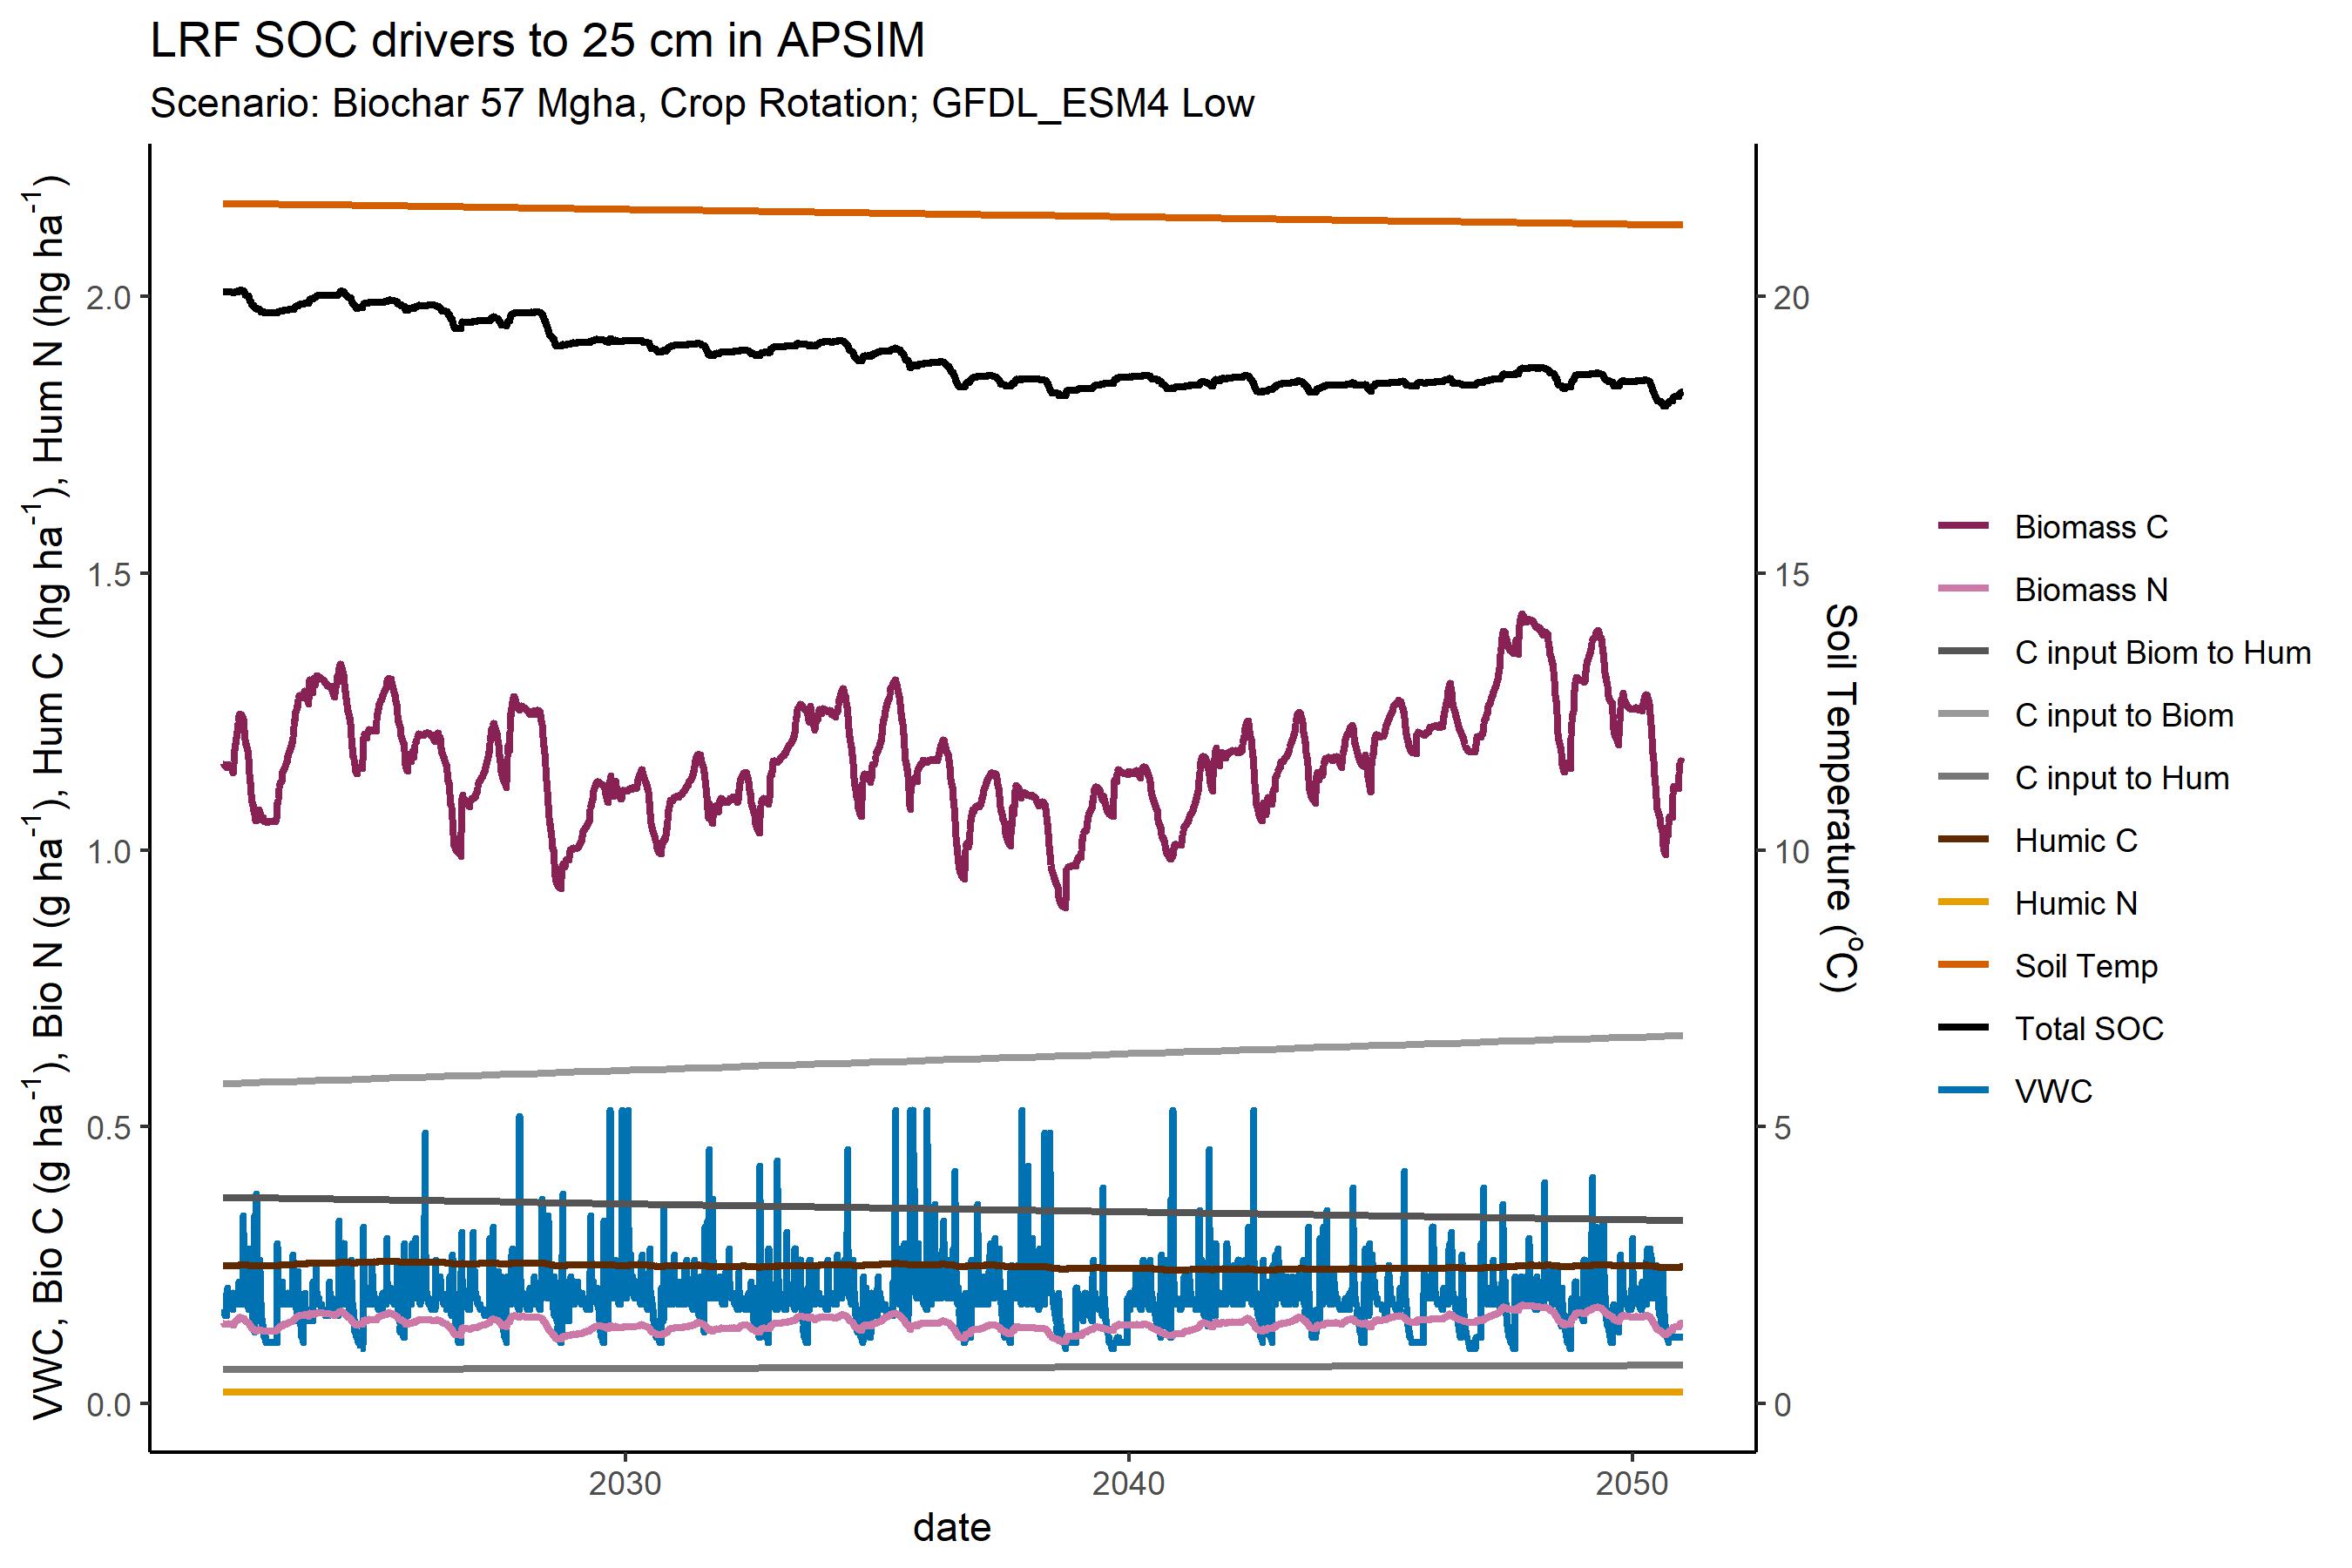 LRF SOC drivers to 25 cm in APSIM
Scenario: Biochar 57 Mgha, Crop Rotation; GFDL_ESM4 Low
VWC, Bio C (g ha⁻¹), Bio N (g ha⁻¹), Hum C (hg ha⁻¹), Hum N (hg ha⁻¹)
2.0
1.5
1.0
0.5
0.0
20
15
10
5
0
Soil Temperature (°C)
2030
2040
2050
date
Biomass C
Biomass N
C input Biom to Hum
C input to Biom
C input to Hum
Humic C
Humic N
Soil Temp
Total SOC
VWC